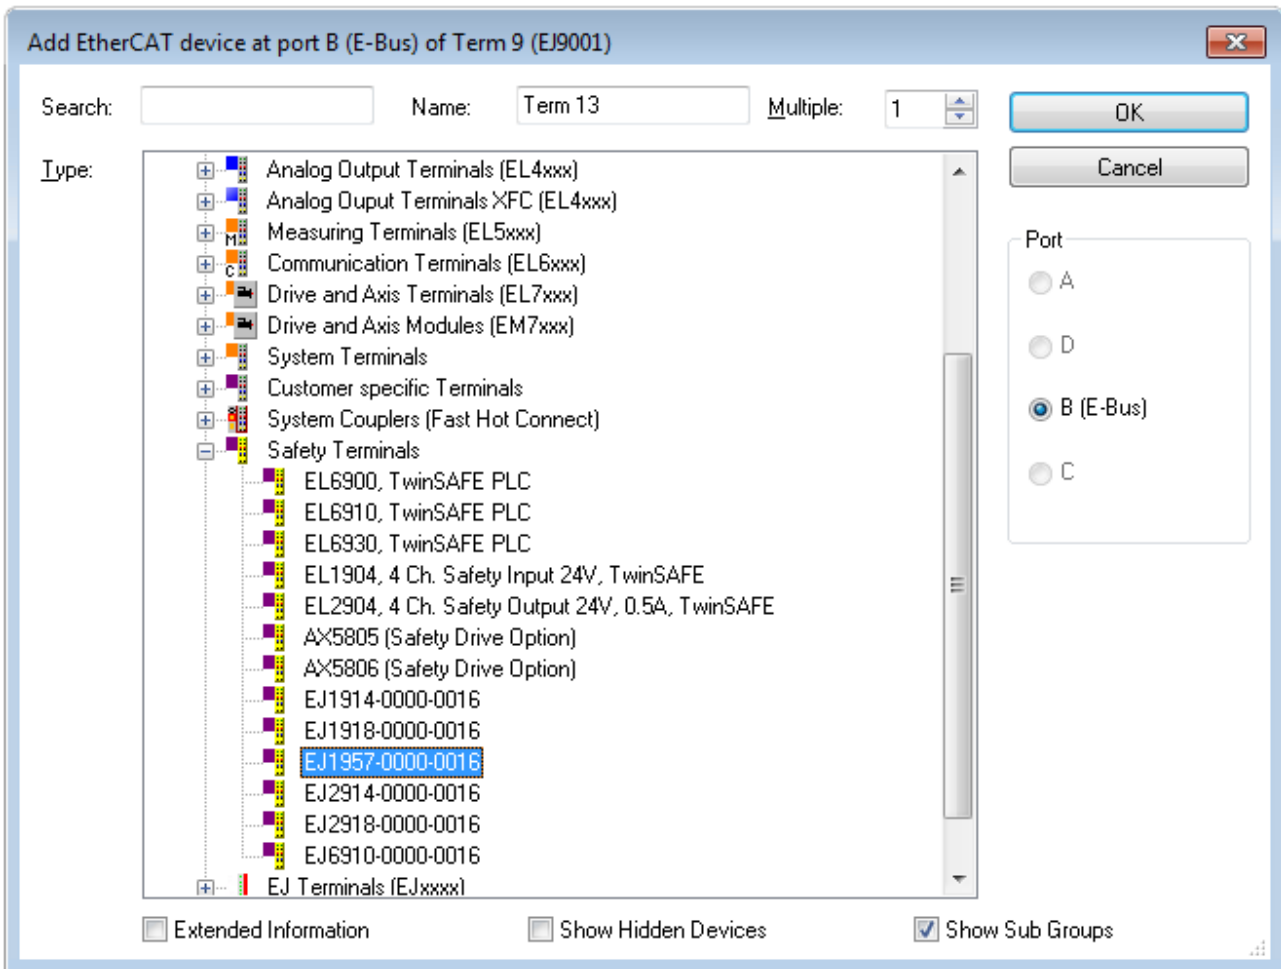 Add EtherCAT device at port B (E-Bus) of Term 9 (EJ9001)
Search: Name: Term 13 Multiple: 1 OK
Type: Analog Output Terminals (EL4xxx) Cancel
Analog Ouput Terminals XFC (EL4xxx)
Measuring Terminals (EL5xxx)
Communication Terminals (EL6xxx)
Drive and Axis Terminals (EL7xxx)
Drive and Axis Modules (EM7xxx)
System Terminals
Customer specific Terminals
System Couplers (Fast Hot Connect)
Safety Terminals
EL6900, TwinSAFE PLC
EL6910, TwinSAFE PLC
EL6930, TwinSAFE PLC
EL1904, 4 Ch. Safety Input 24V, TwinSAFE
EL2904, 4 Ch. Safety Output 24V, 0.5A, TwinSAFE
AX5805 (Safety Drive Option)
AX5806 (Safety Drive Option)
EJ1914-0000-0016
EJ1918-0000-0016
EJ1957-0000-0016
EJ2914-0000-0016
EJ2918-0000-0016
EJ6910-0000-0016
EJ Terminals (EJxxxx)
Port
A
D
B (E-Bus)
C
Extended Information Show Hidden Devices Show Sub Groups